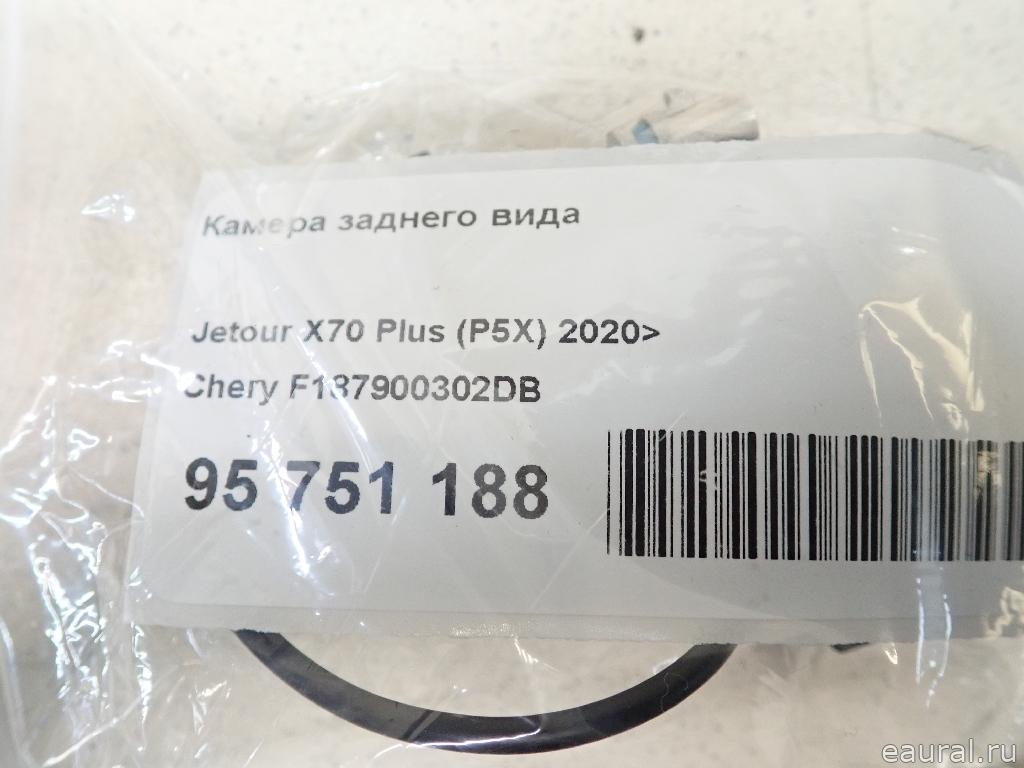 Камера заднего вида
Jetour X70 Plus (P5X) 2020>
Chery F187900302DB
95 751 188
eaural.ru